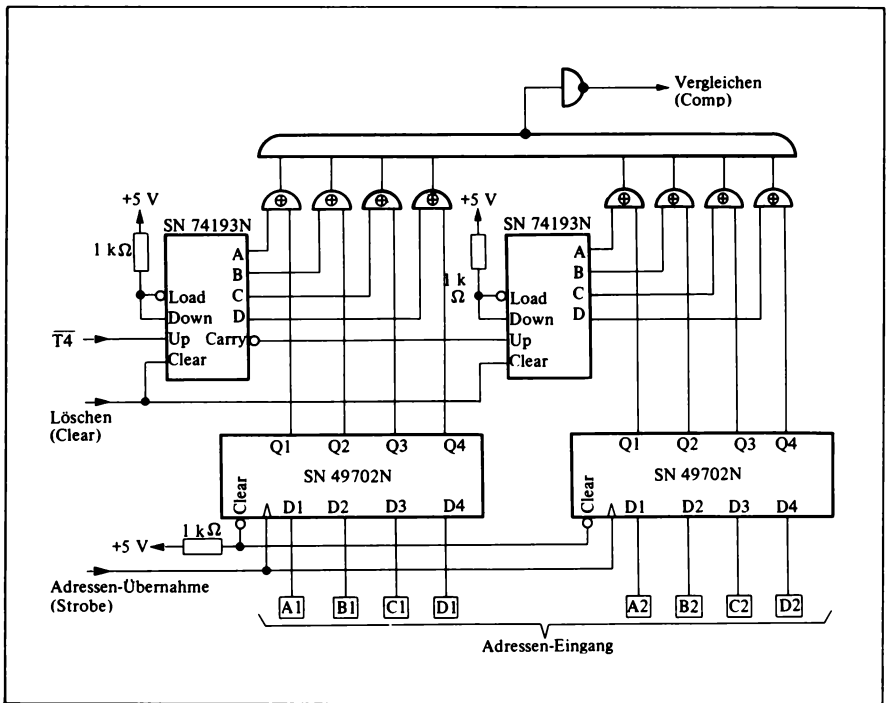 Vergleichen
(Comp)
+5 V
SN 74193N
1 kΩ
A
B
C
D
Load
Down
Up
Carry
Clear
+5 V
SN 74193N
1 k
Ω
A
B
C
D
Load
Down
Up
Clear
T4
Löschen
(Clear)
Q1 Q2 Q3 Q4
SN 49702N
Clear
D1 D2 D3 D4
Q1 Q2 Q3 Q4
SN 49702N
Clear
D1 D2 D3 D4
1 kΩ
+5 V
Adressen-Übernahme
(Strobe)
A1 B1 C1 D1
A2 B2 C2 D2
Adressen-Eingang